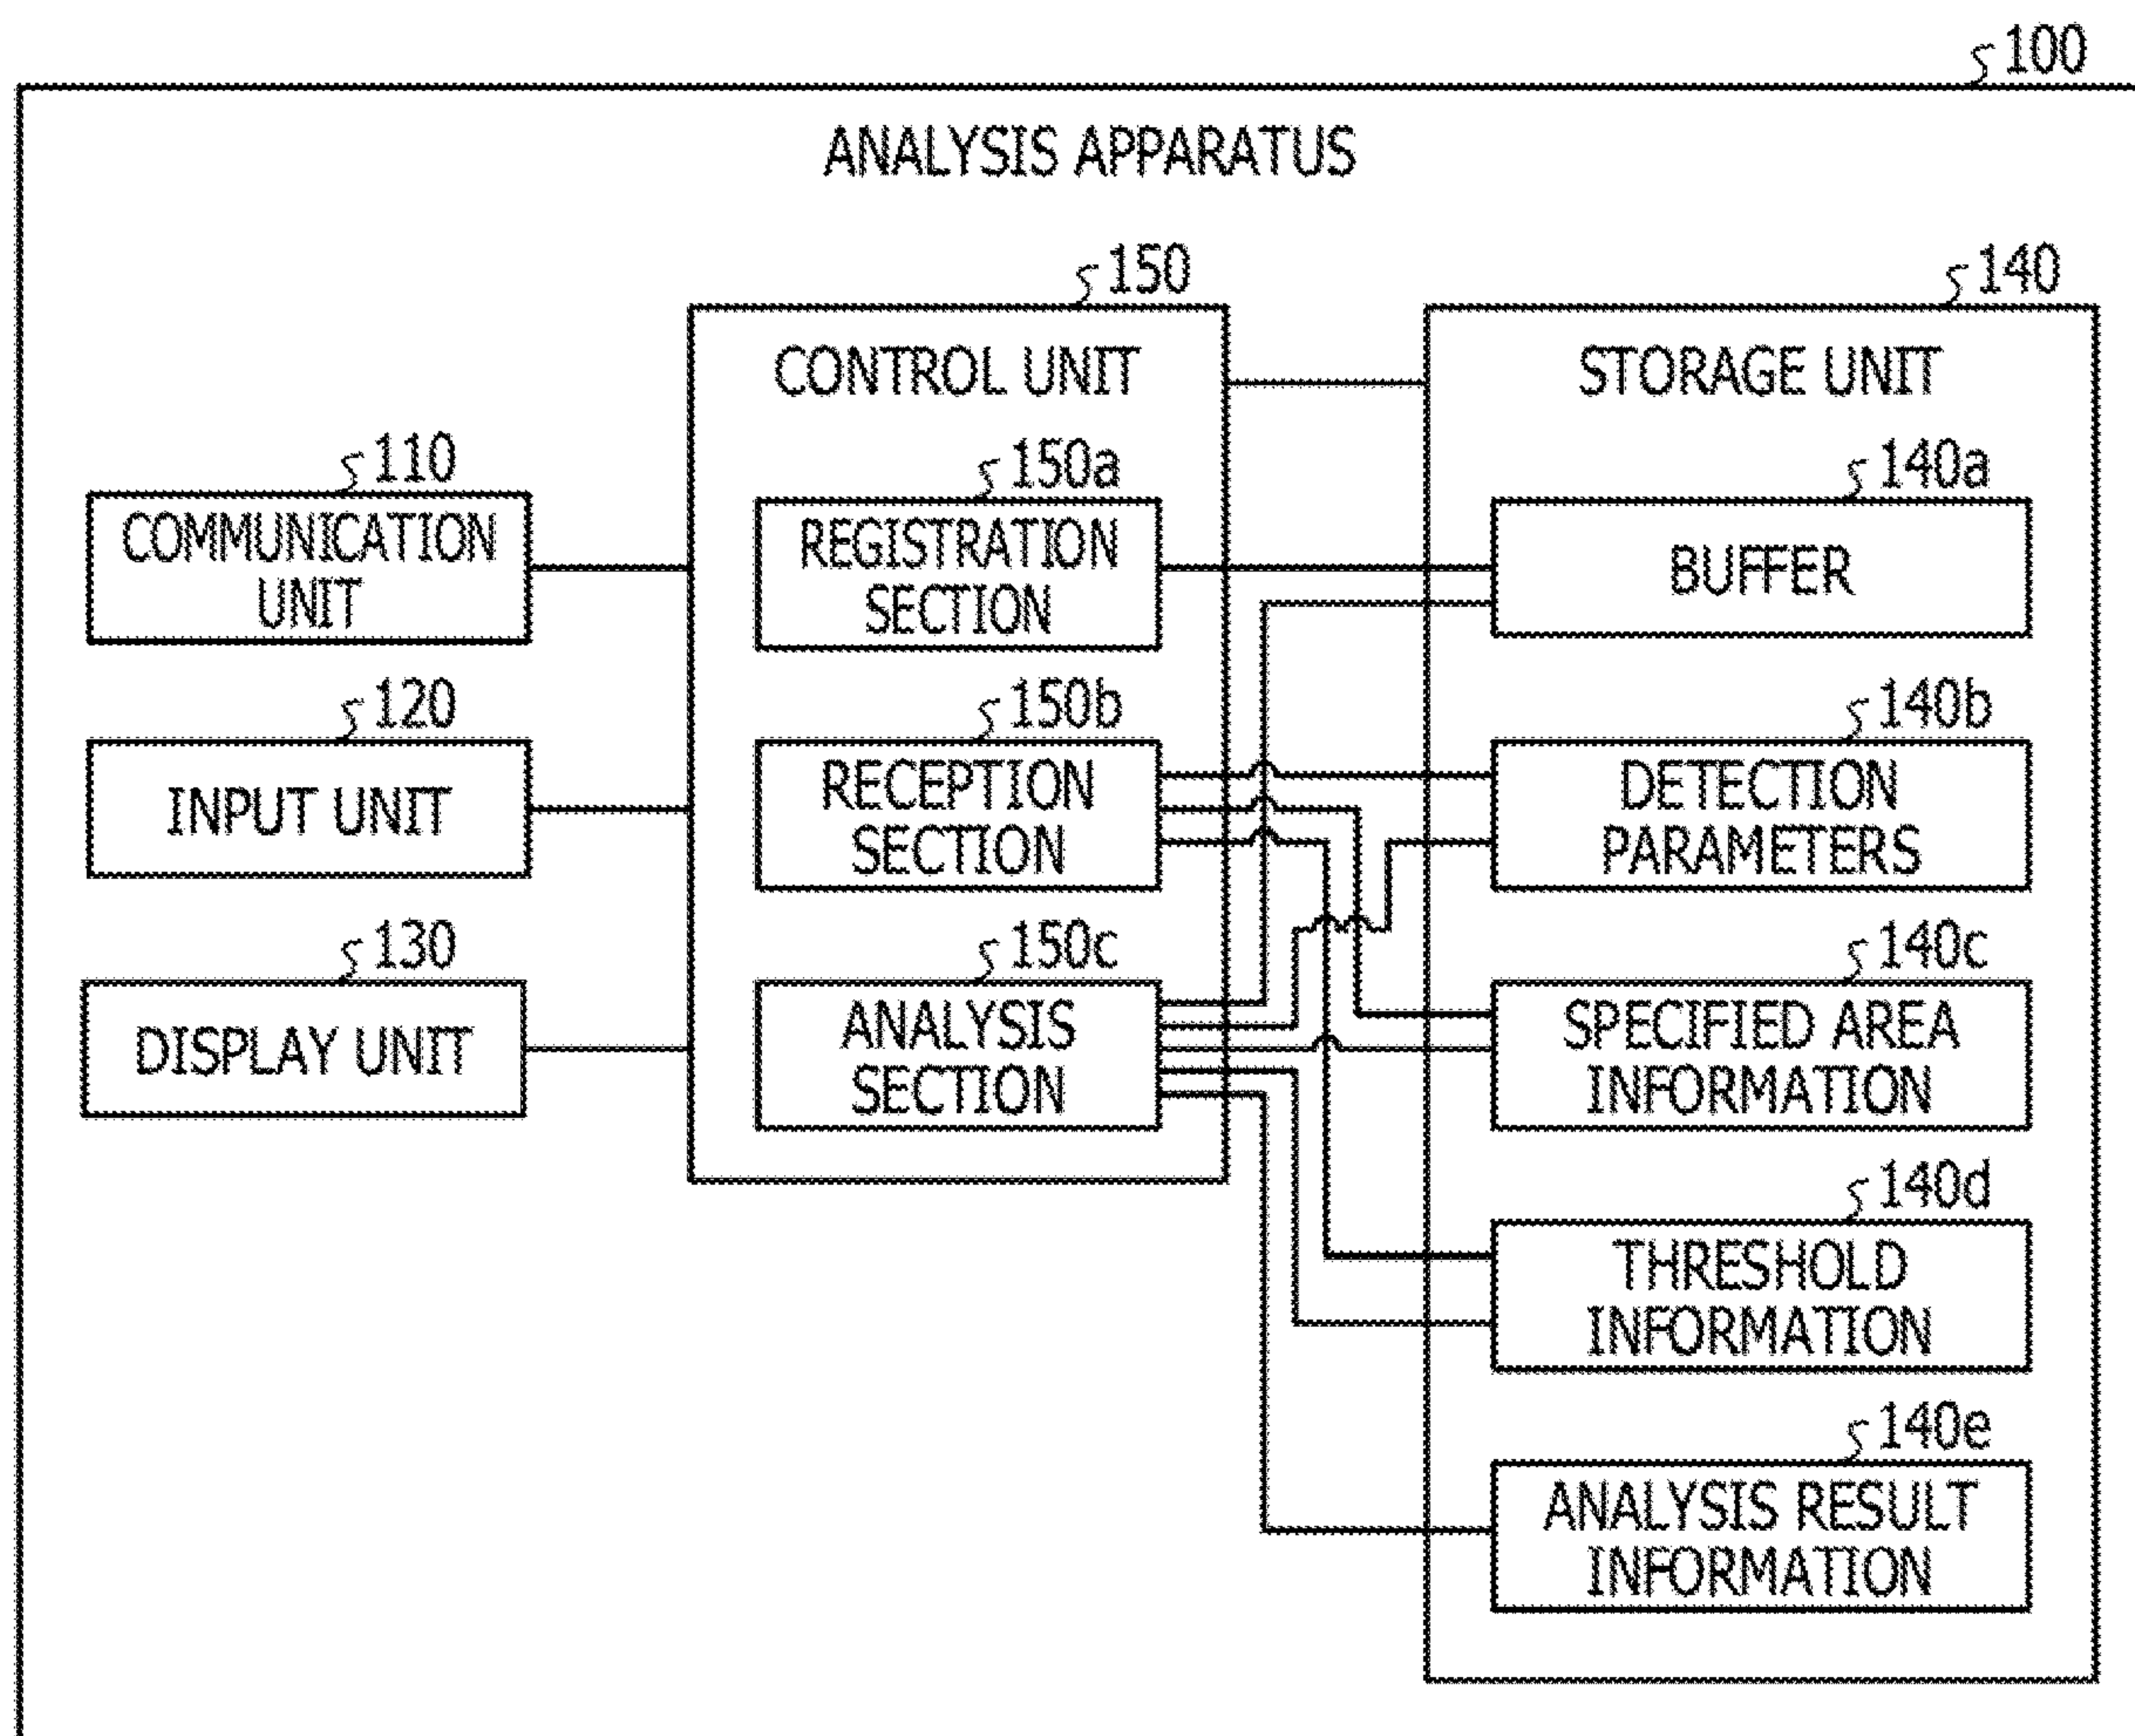 100
ANALYSIS APPARATUS
150
CONTROL UNIT
140
STORAGE UNIT
110
COMMUNICATION
UNIT
120
INPUT UNIT
130
DISPLAY UNIT
150a
REGISTRATION
SECTION
150b
RECEPTION
SECTION
150c
ANALYSIS
SECTION
140a
BUFFER
140b
DETECTION
PARAMETERS
140c
SPECIFIED AREA
INFORMATION
140d
THRESHOLD
INFORMATION
140e
ANALYSIS RESULT
INFORMATION